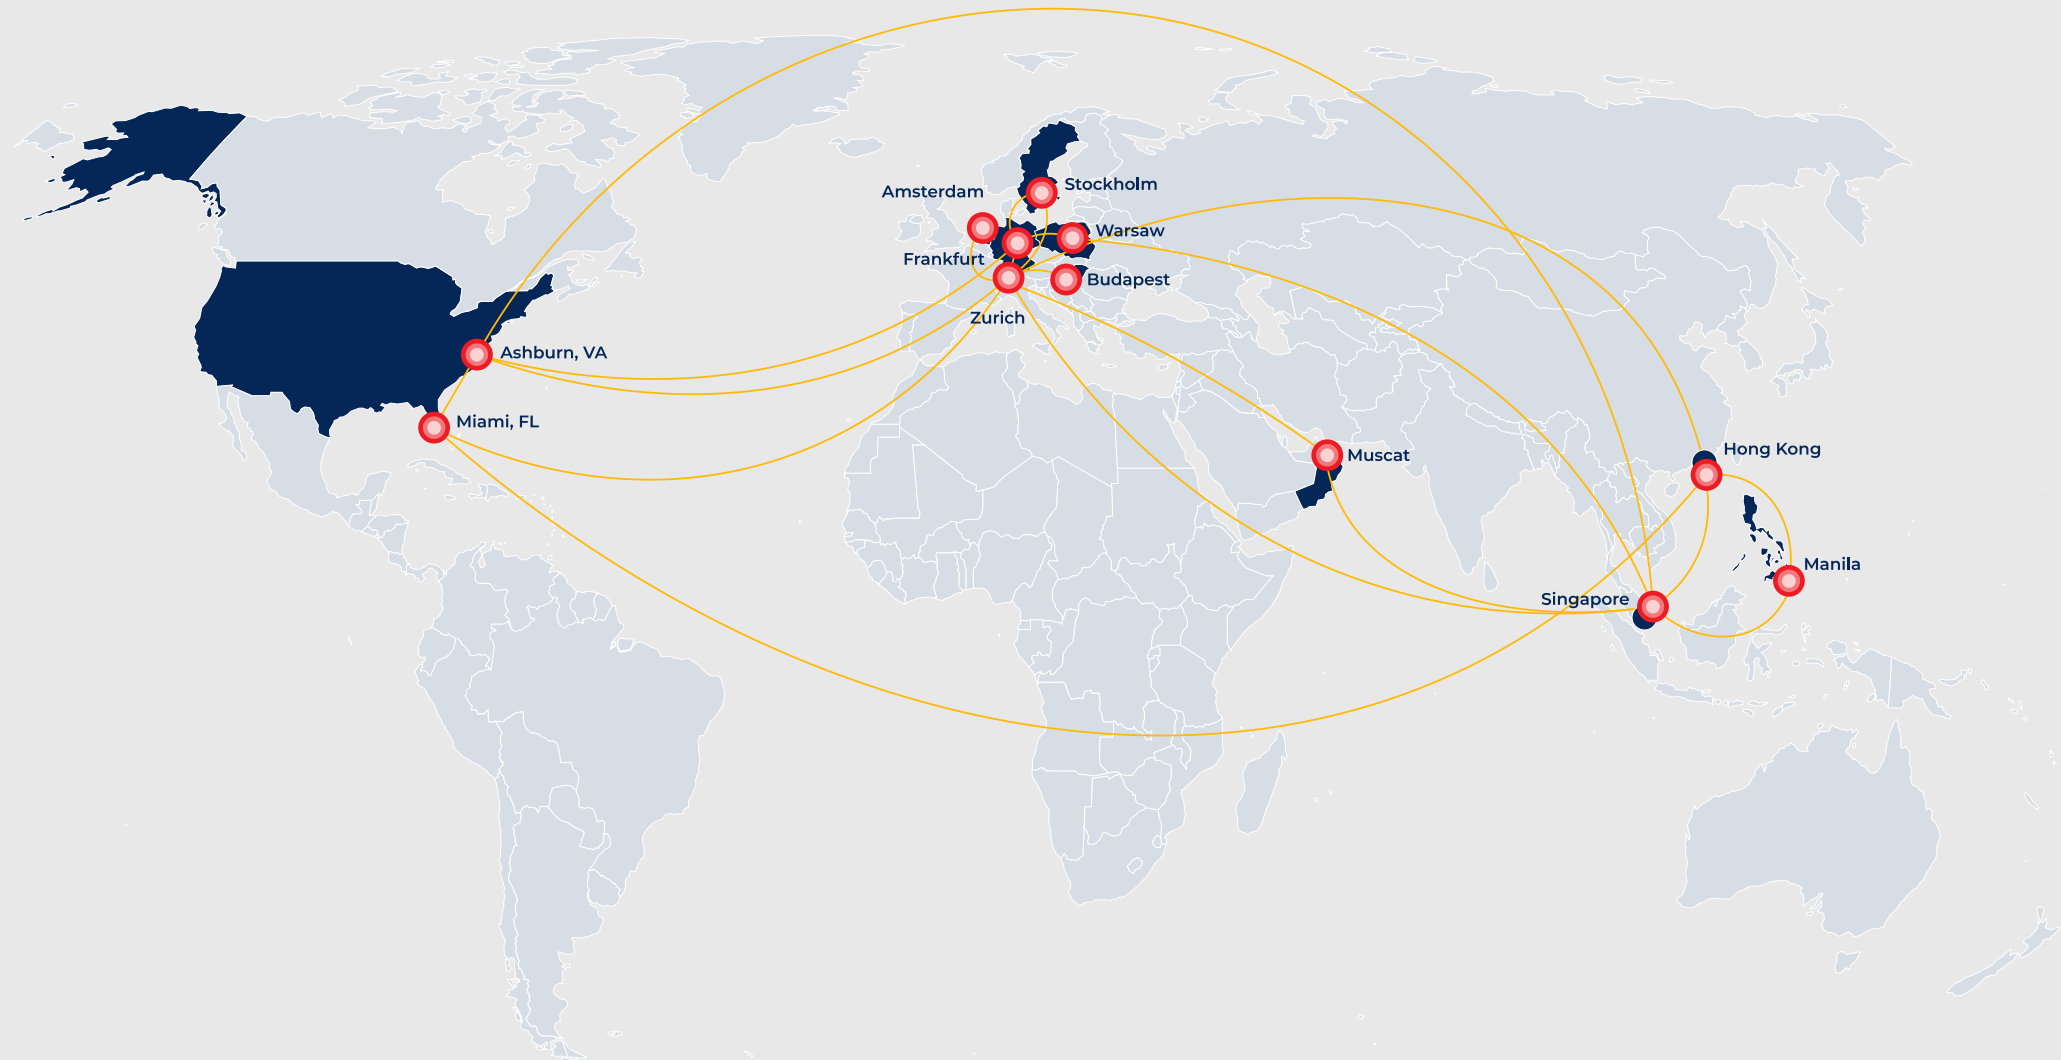 Stockholm
Amsterdam
Warsaw
Frankfurt
Budapest
Zurich
Ashburn, VA
Miami, FL
Hong Kong
Muscat
Manila
Singapore